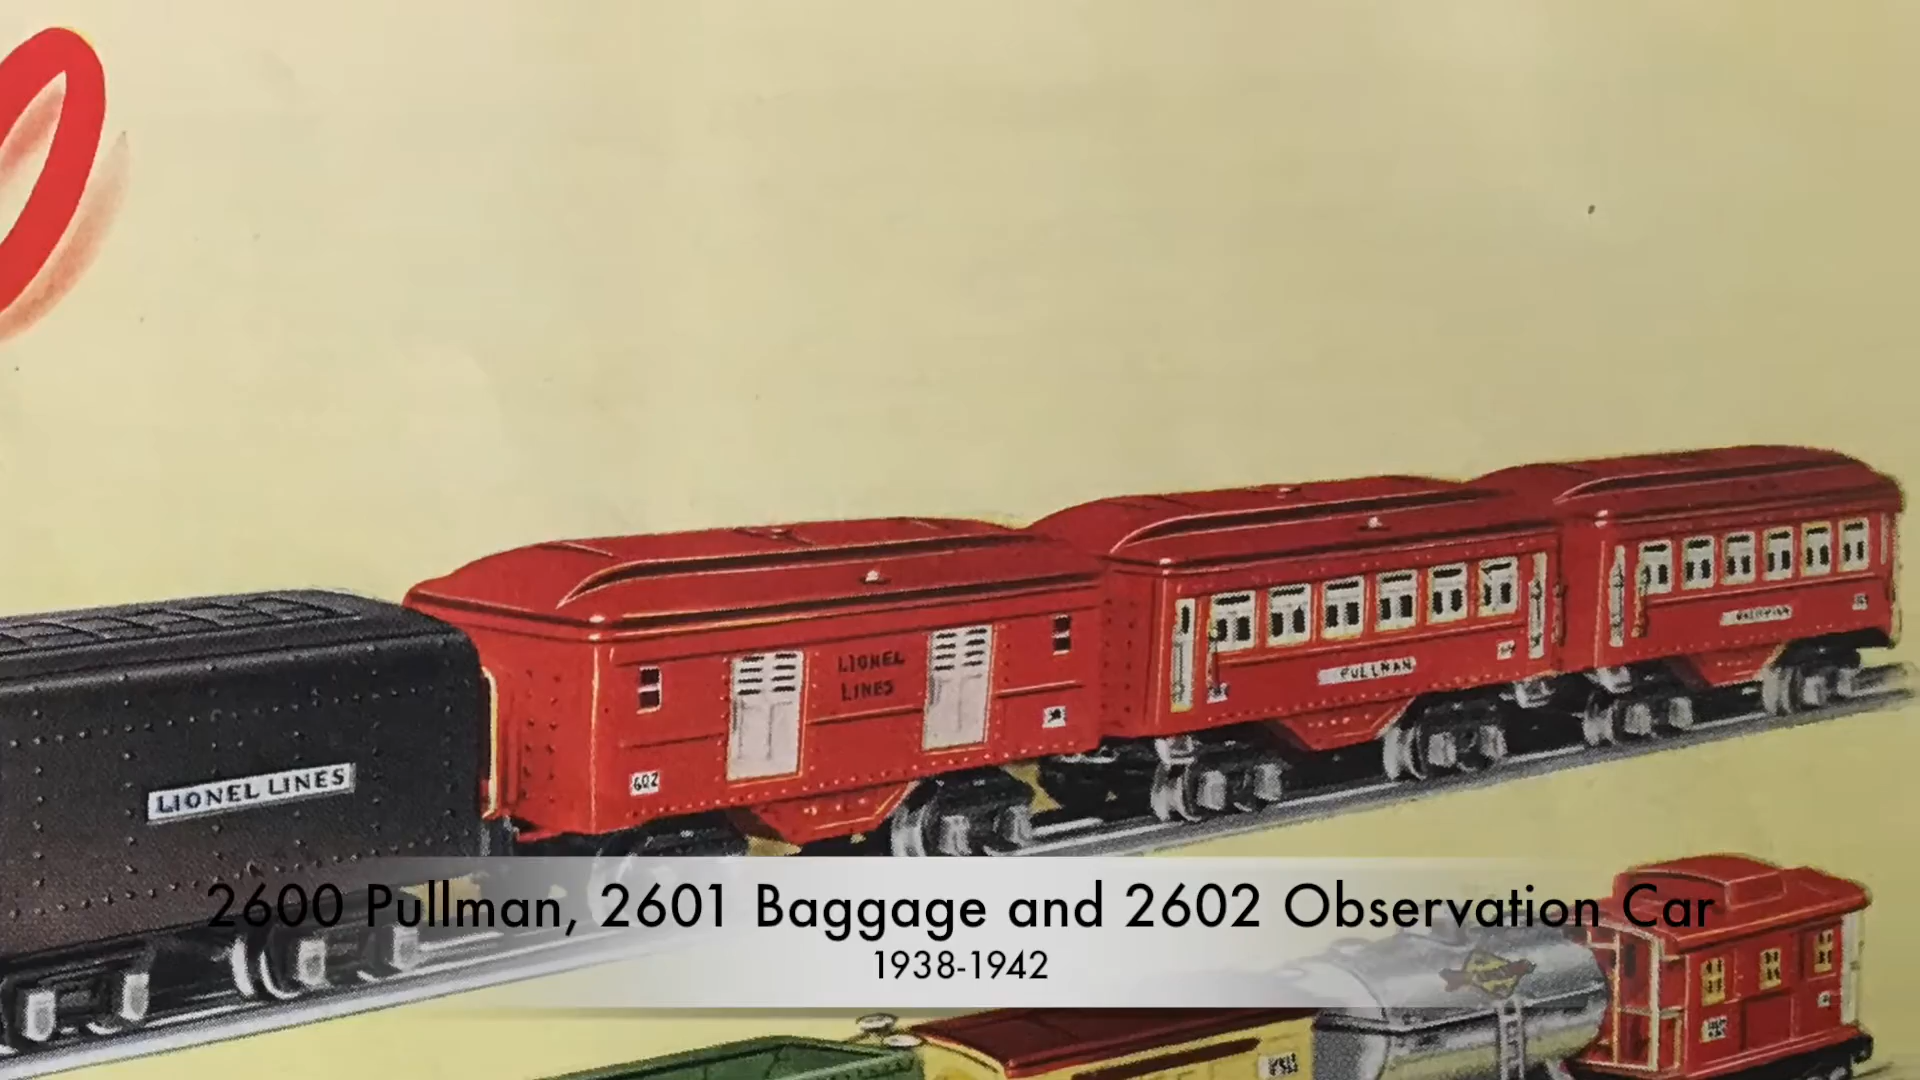 LIONEL
LINES
PULLMAN
602
LIONEL LINES
2600 Pullman, 2601 Baggage and 2602 Observation Car
1938-1942